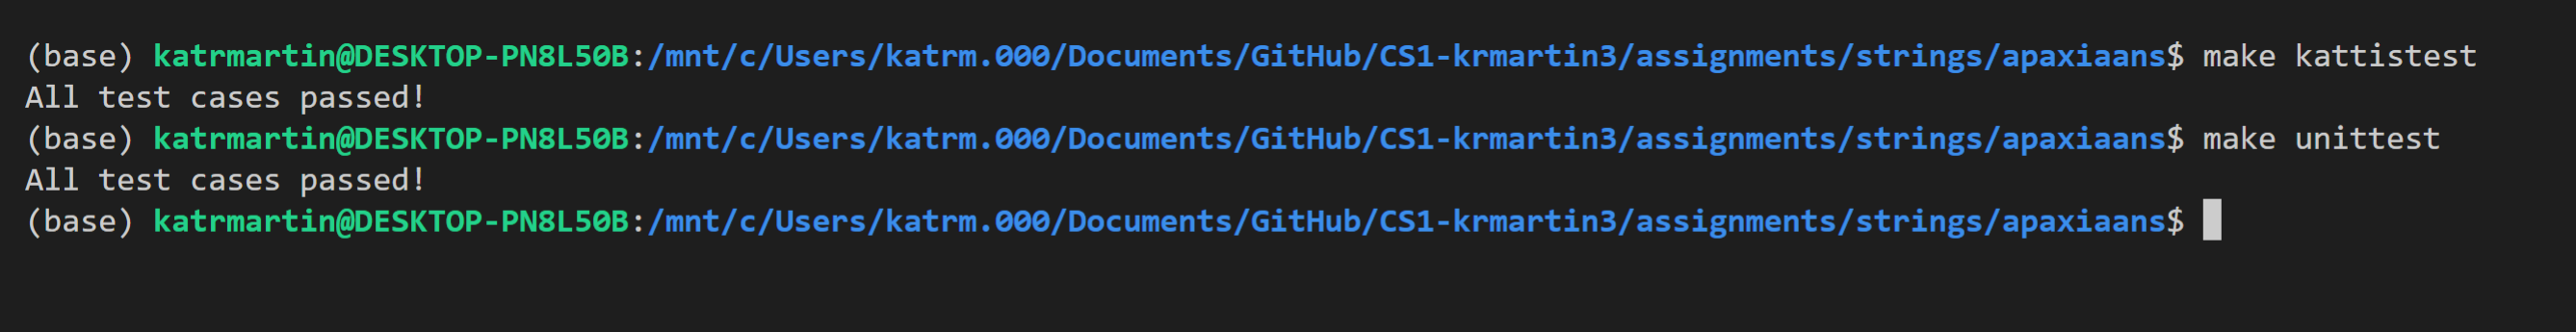 (base) katrmartin@DESKTOP-PN8L50B:/mnt/c/Users/katrm.000/Documents/GitHub/CS1-krmartin3/assignments/strings/apaxiaans$ make kattistest
All test cases passed!
(base) katrmartin@DESKTOP-PN8L50B:/mnt/c/Users/katrm.000/Documents/GitHub/CS1-krmartin3/assignments/strings/apaxiaans$ make unittest
All test cases passed!
(base) katrmartin@DESKTOP-PN8L50B:/mnt/c/Users/katrm.000/Documents/GitHub/CS1-krmartin3/assignments/strings/apaxiaans$